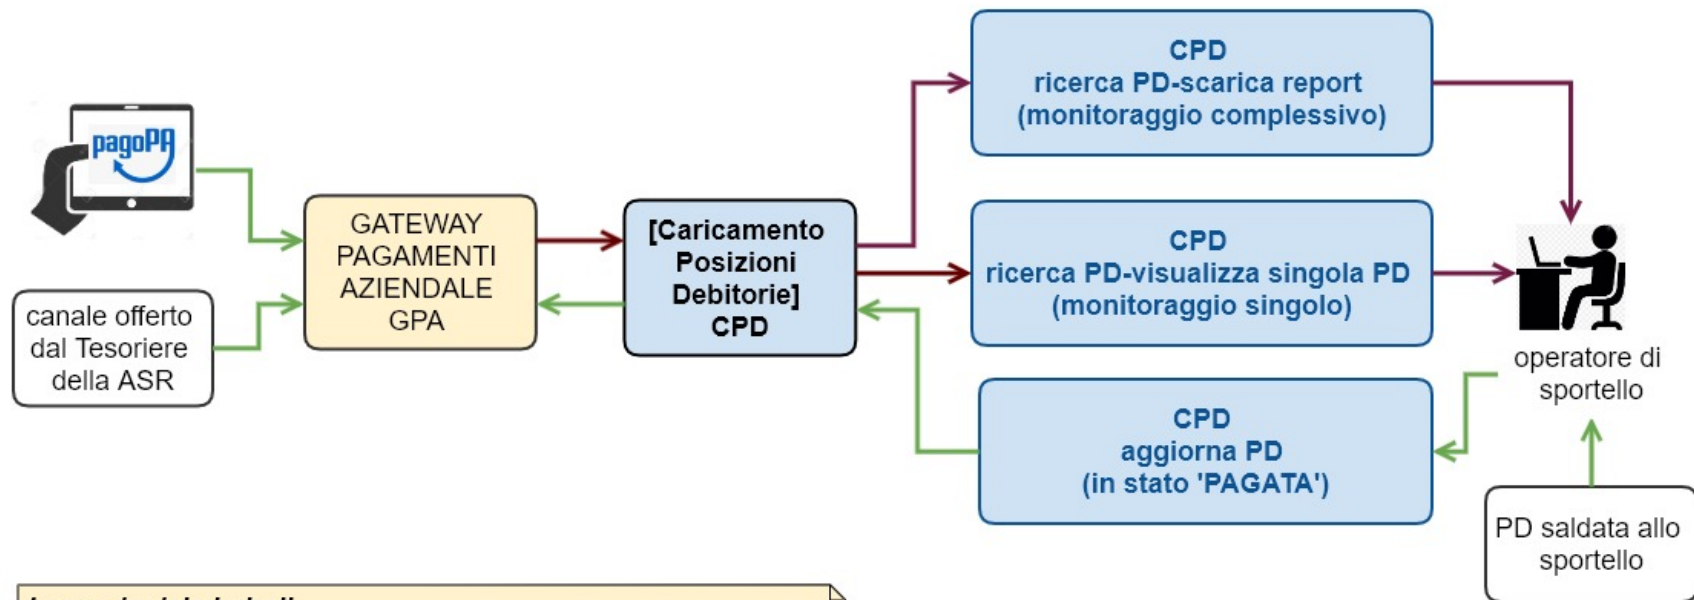 CPD
ricerca PD-scarica report
(monitoraggio complessivo)
pagoPA
GATEWAY
PAGAMENTI
AZIENDALE
GPA
[Caricamento
Posizioni
Debitorie]
CPD
CPD
ricerca PD-visualizza singola PD
(monitoraggio singolo)
canale offerto
dal Tesoriere
della ASR
operatore di
sportello
CPD
aggiorna PD
(in stato 'PAGATA')
PD saldata allo
sportello